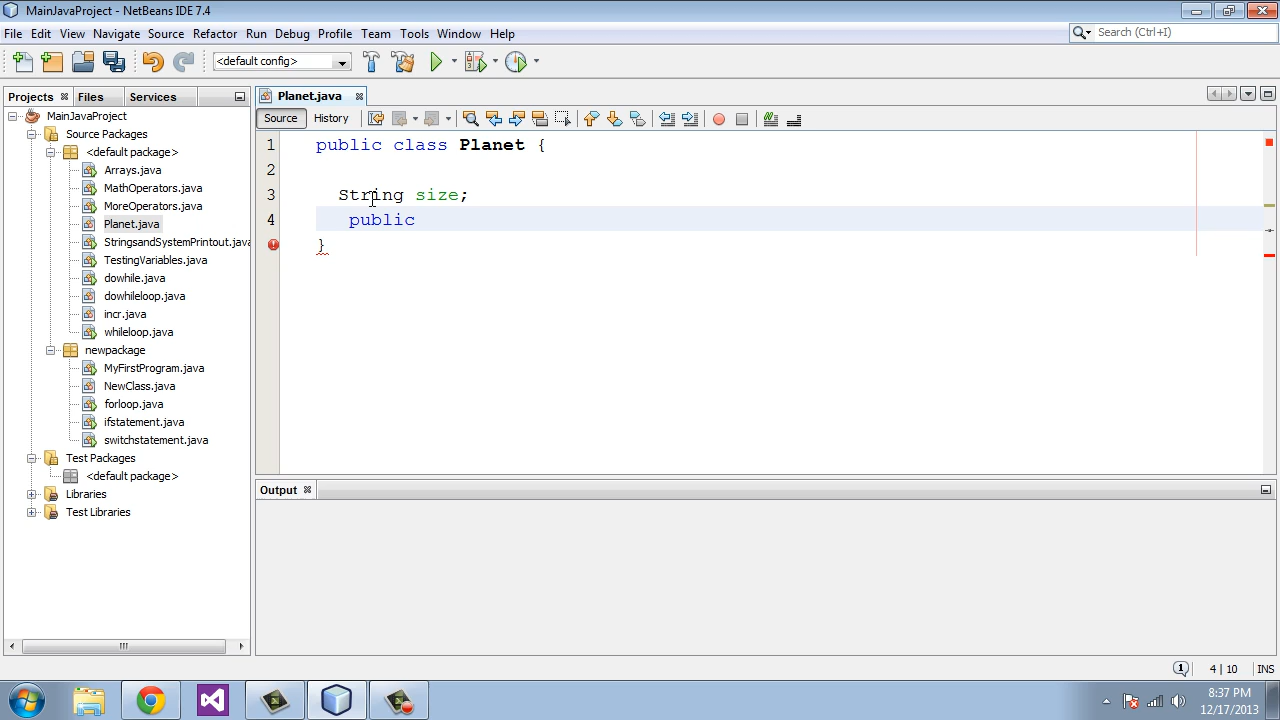 MainJavaProject - NetBeans IDE 7.4
File Edit View Navigate Source Refactor Run Debug Profile Team Tools Window Help
Search (Ctrl+I)
<default config>
Projects Files Services
Planet.java
Source History
MainJavaProject
Source Packages
<default package>
Arrays.java
MathOperators.java
MoreOperators.java
Planet.java
StringsandSystemPrintout.java
TestingVariables.java
dowhile.java
dowhileloop.java
incr.java
whileloop.java
newpackage
MyFirstProgram.java
NewClass.java
forloop.java
ifstatement.java
switchstatement.java
Test Packages
<default package>
Libraries
Test Libraries
1 public class Planet {
2
3 String size;
4 public
}
Output
1
4 | 10 INS
8:37 PM
12/17/2013